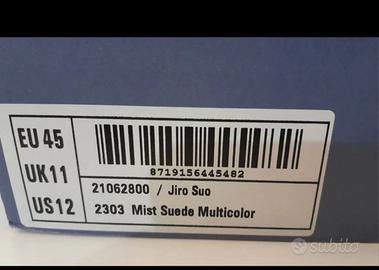 EU 45
UK11
US12
8719156445482
21062800 / Jiro Suo
2303 Mist Suede Multicolor
subito